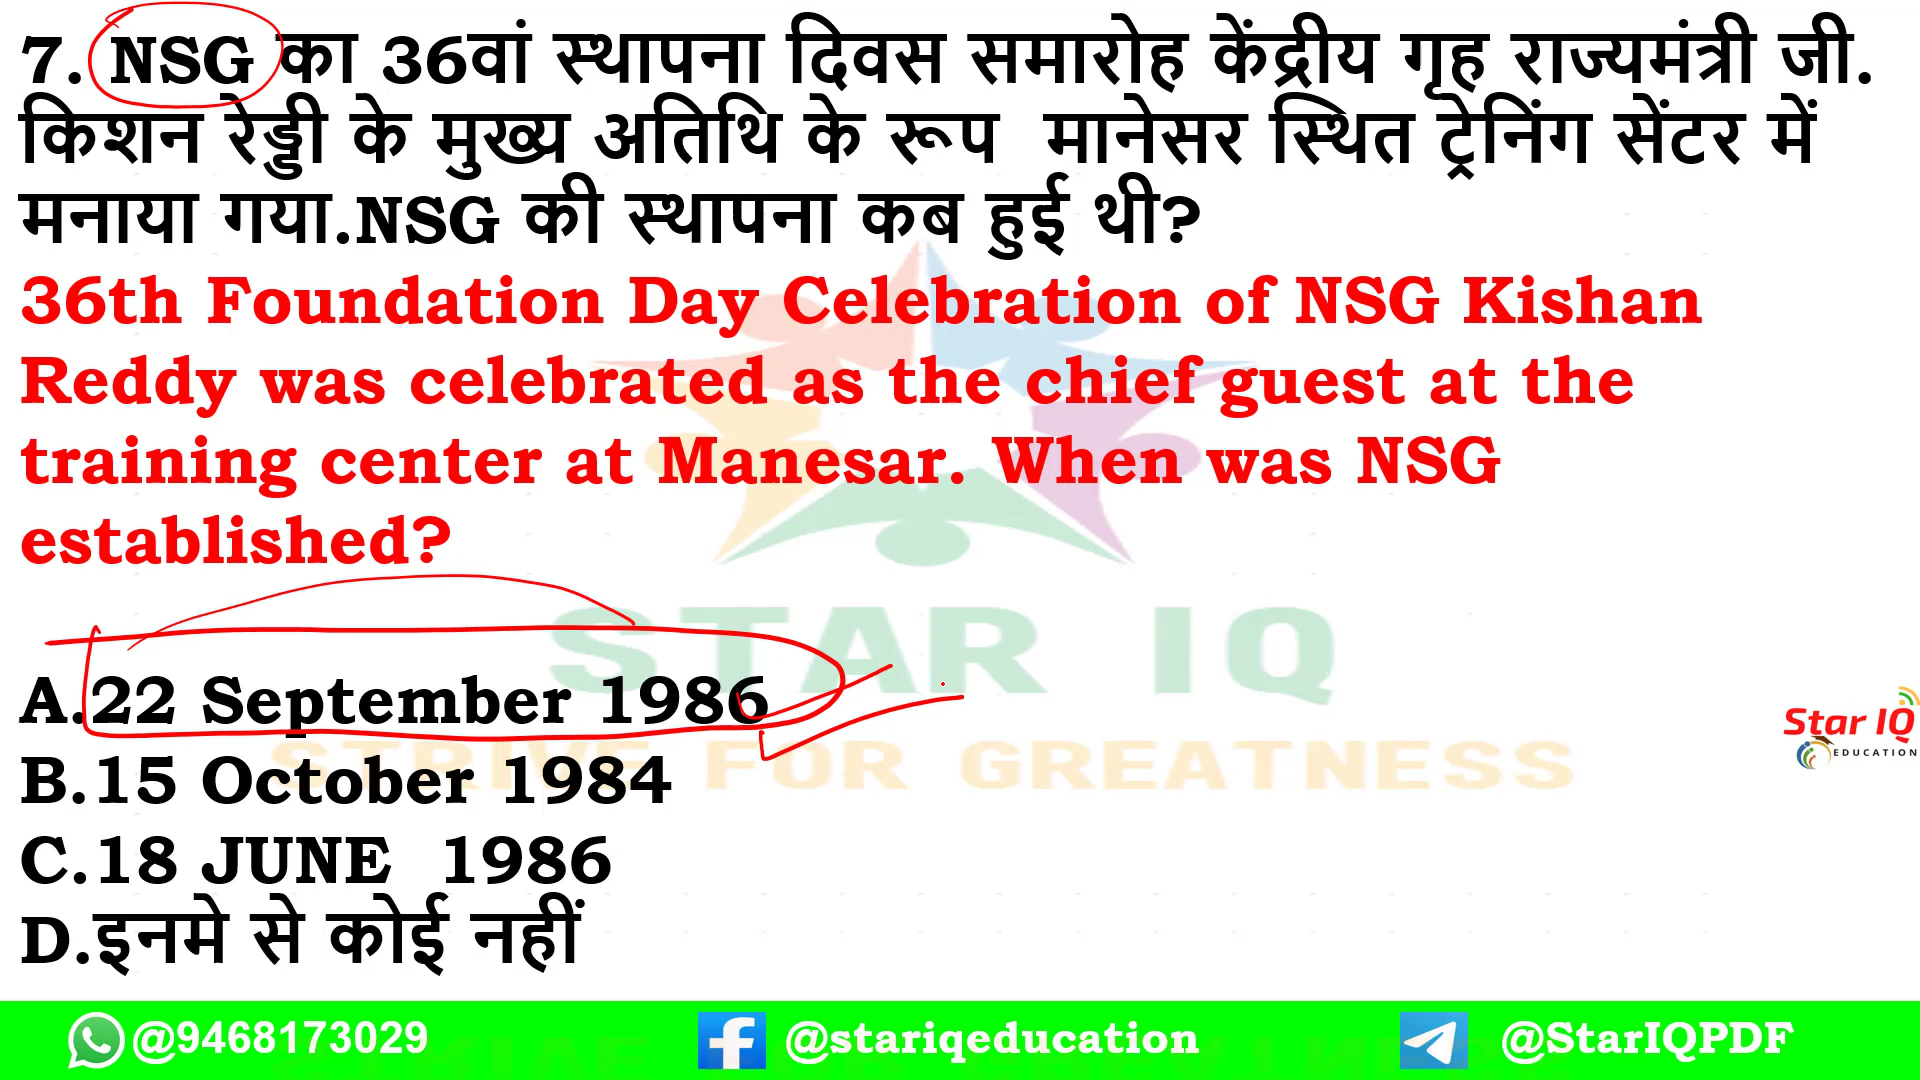 7. NSG का 36वां स्थापना दिवस समारोह केंद्रीय गृह राज्यमंत्री जी.
किशन रेड्डी के मुख्य अतिथि के रूप मानेसर स्थित ट्रेनिंग सेंटर में
मनाया गया.NSG की स्थापना कब हुई थी?
36th Foundation Day Celebration of NSG Kishan
Reddy was celebrated as the chief guest at the
training center at Manesar. When was NSG
established?
STAR IQ
A.22 September 1986
STRIVE FOR GREATNESS
B.15 October 1984
C.18 JUNE 1986
D.इनमे से कोई नहीं
Star IQ
EDUCATION
@9468173029
@stariqeducation
@StarIQPDF